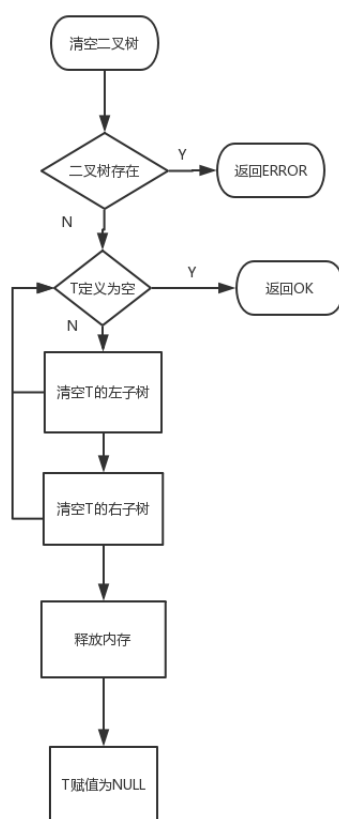 清空二叉树
二叉树存在
Y
返回ERROR
N
T定义为空
Y
返回OK
N
清空T的左子树
清空T的右子树
释放内存
T赋值为NULL